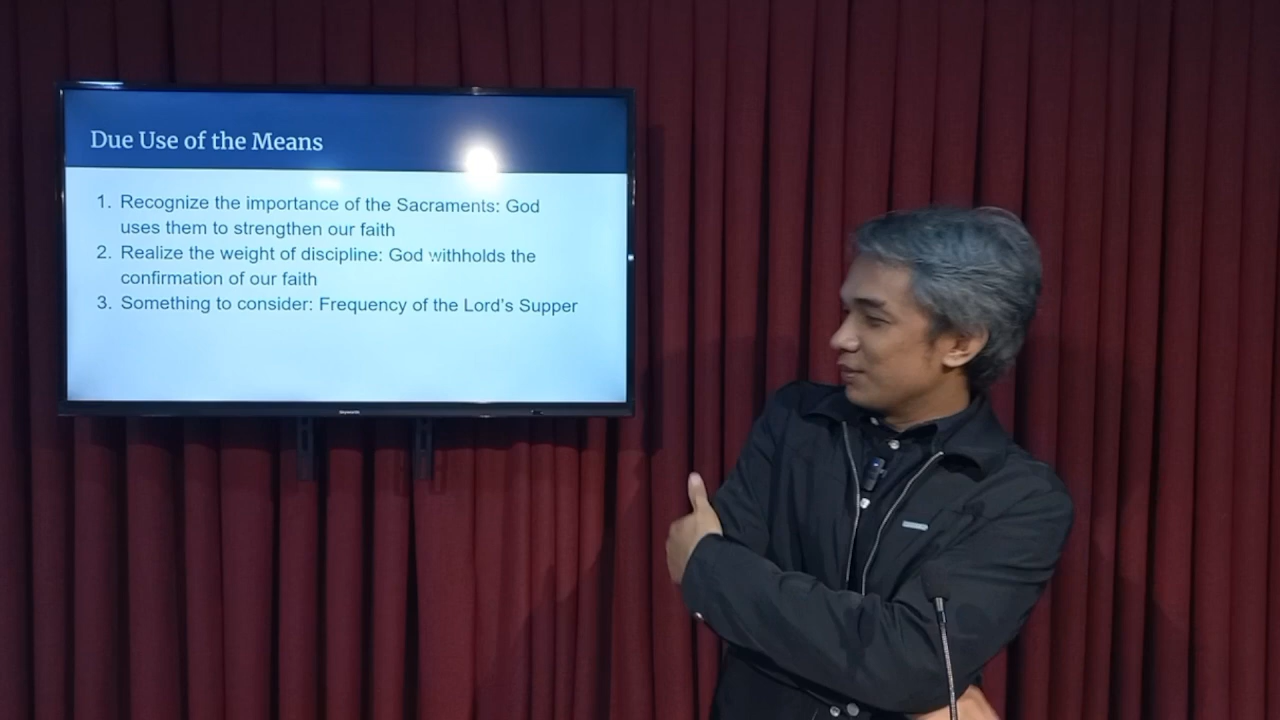 Due Use of the Means
1. Recognize the importance of the Sacraments: God
uses them to strengthen our faith
2. Realize the weight of discipline: God withholds the
confirmation of our faith
3. Something to consider: Frequency of the Lord's Supper